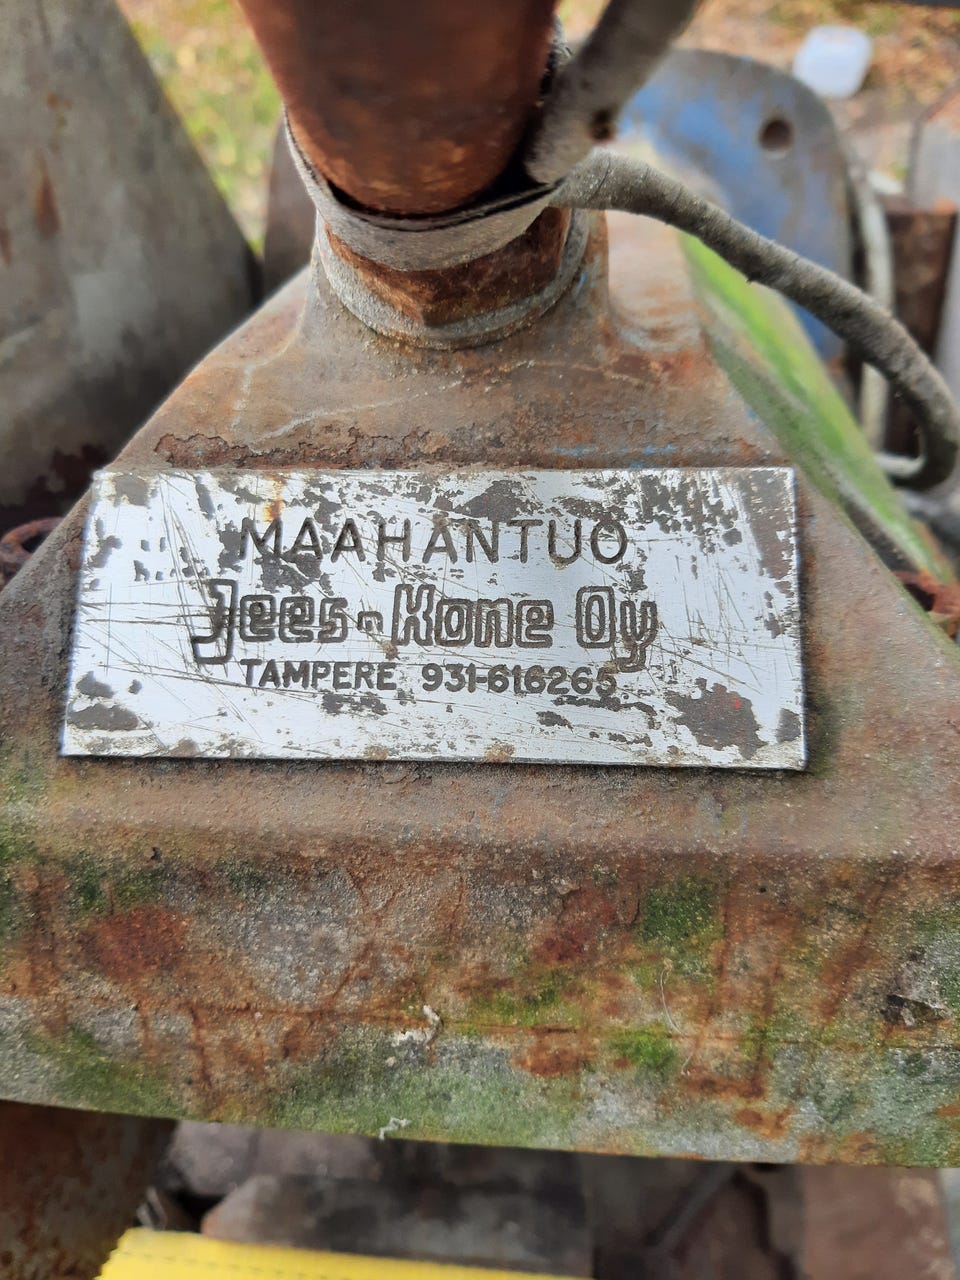 MAAHANTUO
Jees-Kone Oy
TAMPERE 931-616265